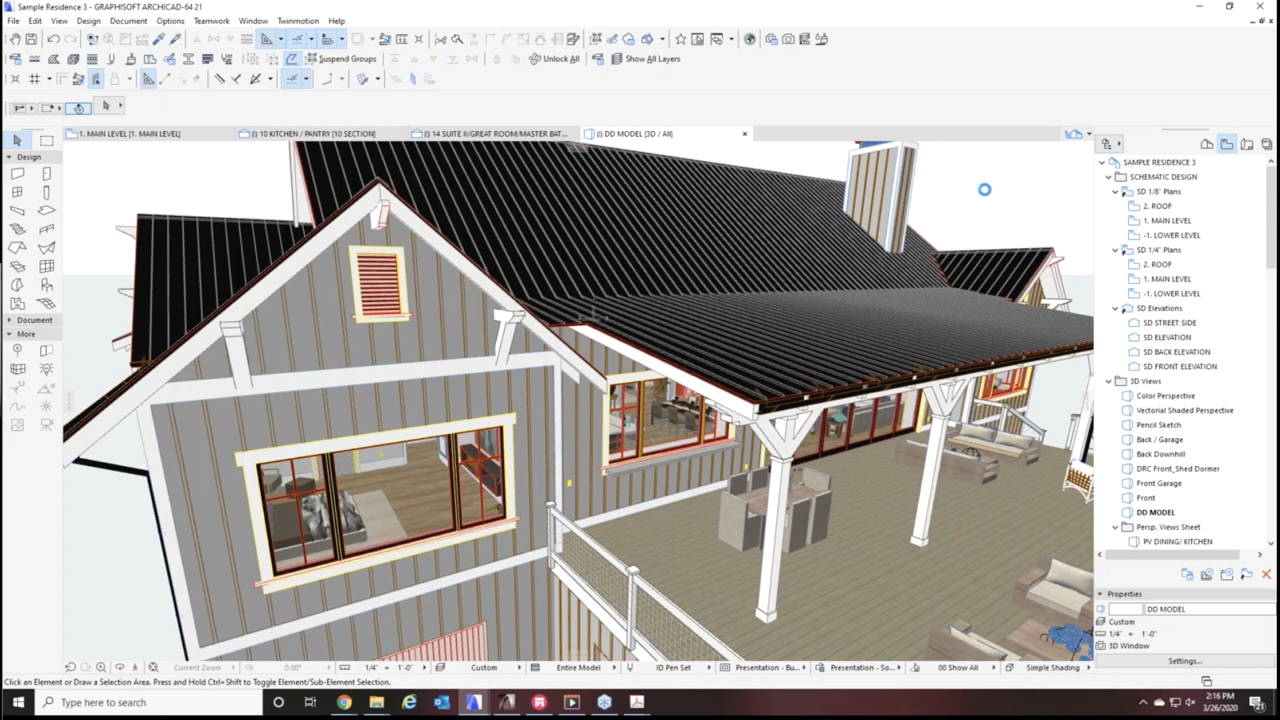 Sample Residence 3 - GRAPHISOFT ARCHICAD-64 21
File Edit View Design Document Options Teamwork Window Twinmotion Help
Suspend Groups
Unlock All
Show All Layers
1. MAIN LEVEL [1. MAIN LEVEL]
(!) 10 KITCHEN / PANTRY [10 SECTION]
(!) 14 SUITE II/GREAT ROOM/MASTER BAT...
(!) DD MODEL [3D / All]
Design
Document
More
SAMPLE RESIDENCE 3
SCHEMATIC DESIGN
SD 1/8" Plans
2. ROOF
1. MAIN LEVEL
-1. LOWER LEVEL
SD 1/4" Plans
2. ROOF
1. MAIN LEVEL
-1. LOWER LEVEL
SD Elevations
SD STREET SIDE
SD ELEVATION
SD BACK ELEVATION
SD FRONT ELEVATION
3D Views
Color Perspective
Vectorial Shaded Perspective
Pencil Sketch
Back / Garage
Back Downhill
DRC Front_Shed Dormer
Front Garage
Front
DD MODEL
Persp. Views Sheet
PV DINING/ KITCHEN
Properties
DD MODEL
Custom
1/4" = 1'-0"
3D Window
Settings...
Current Zoom
0.00°
1/4" = 1'-0"
Custom
Entire Model
ID Pen Set
Presentation - Bu...
Presentation - So...
00 Show All
Simple Shading
Click an Element or Draw a Selection Area. Press and Hold Ctrl+Shift to Toggle Element/Sub-Element Selection.
Type here to search
2:16 PM
3/26/2020
21